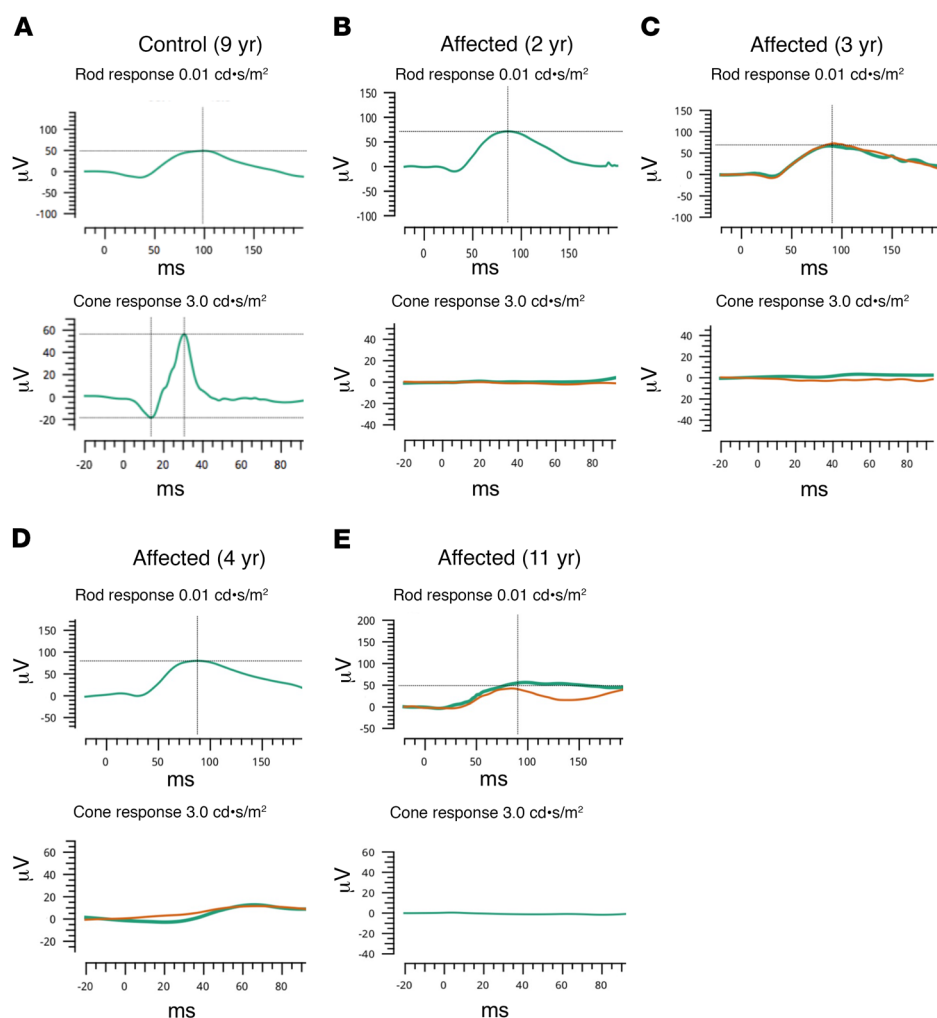 A
Control (9 yr)
Rod response 0.01 cd•s/m²
μV
100
50
0
-50
-100
0 50 100 150
ms
Cone response 3.0 cd•s/m²
μV
60
40
20
0
-20
-20 0 20 40 60 80
ms
B
Affected (2 yr)
Rod response 0.01 cd•s/m²
μV
150
100
50
0
-50
-100
0 50 100 150
ms
Cone response 3.0 cd•s/m²
μV
40
20
0
-20
-40
-20 0 20 40 60 80
ms
C
Affected (3 yr)
Rod response 0.01 cd•s/m²
μV
150
100
50
0
-50
-100
0 50 100 150
ms
Cone response 3.0 cd•s/m²
μV
40
20
0
-20
-40
-20 0 20 40 60 80
ms
D
Affected (4 yr)
Rod response 0.01 cd•s/m²
μV
150
100
50
0
-50
0 50 100 150
ms
Cone response 3.0 cd•s/m²
μV
60
40
20
0
-20
-20 0 20 40 60 80
ms
E
Affected (11 yr)
Rod response 0.01 cd•s/m²
μV
200
150
100
50
0
-50
0 50 100 150
ms
Cone response 3.0 cd•s/m²
μV
60
40
20
0
-20
-40
-20 0 20 40 60 80
ms